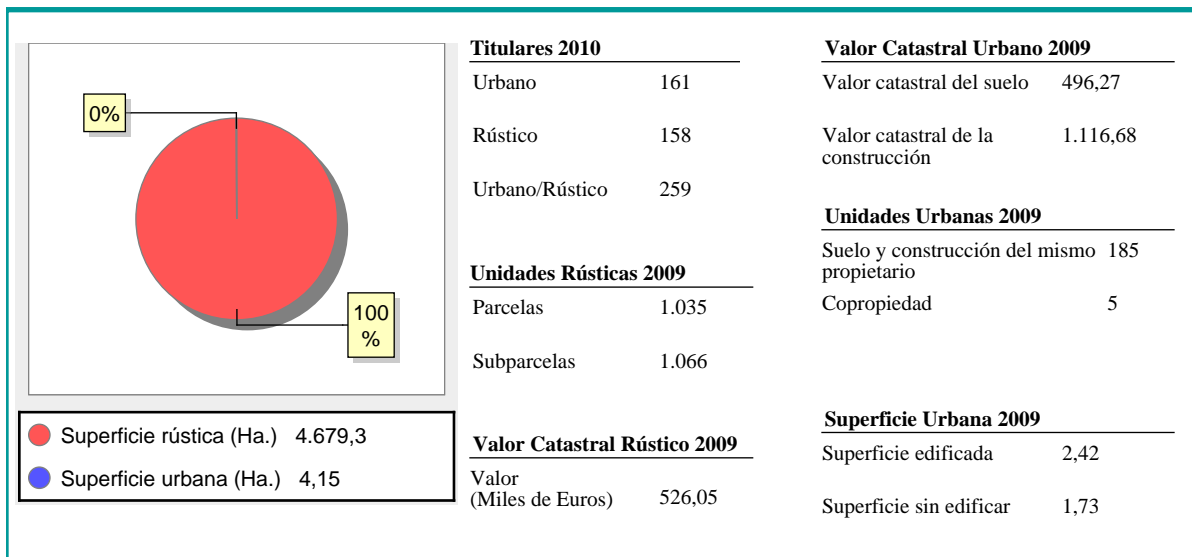 0%
100
%
Superficie rústica (Ha.) 4.679,3
Superficie urbana (Ha.) 4,15
Titulares 2010
Urbano 161
Rústico 158
Urbano/Rústico 259
Unidades Rústicas 2009
Parcelas 1.035
Subparcelas 1.066
Valor Catastral Rústico 2009
Valor
(Miles de Euros) 526,05
Valor Catastral Urbano 2009
Valor catastral del suelo 496,27
Valor catastral de la 1.116,68
construcción
Unidades Urbanas 2009
Suelo y construcción del mismo 185
propietario
Copropiedad 5
Superficie Urbana 2009
Superficie edificada 2,42
Superficie sin edificar 1,73